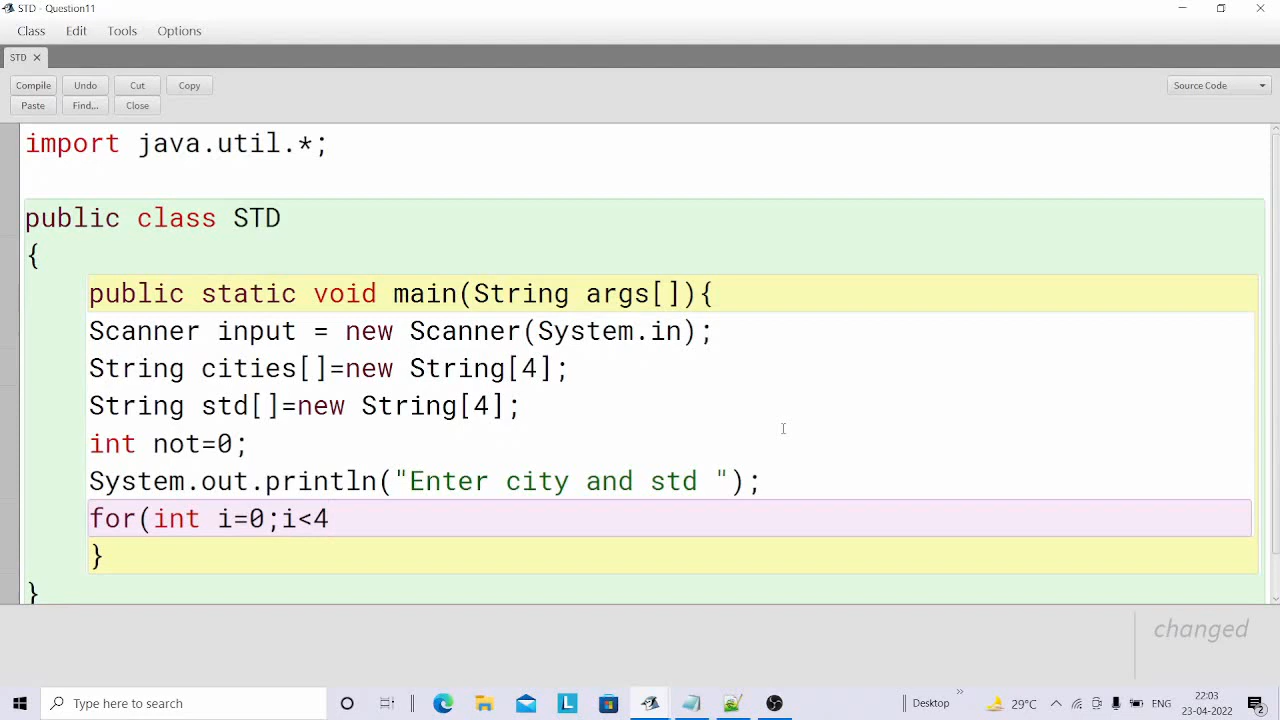 STD - Question11
Class Edit Tools Options
STD
Compile Undo Cut Copy Source Code
Paste Find... Close
import java.util.*;
public class STD
{
public static void main(String args[]){
Scanner input = new Scanner(System.in);
String cities[]=new String[4];
String std[]=new String[4];
int not=0;
System.out.println("Enter city and std ");
for(int i=0;i<4
}
}
changed
Type here to search
Desktop 29°C ENG 22:03 23-04-2022 2